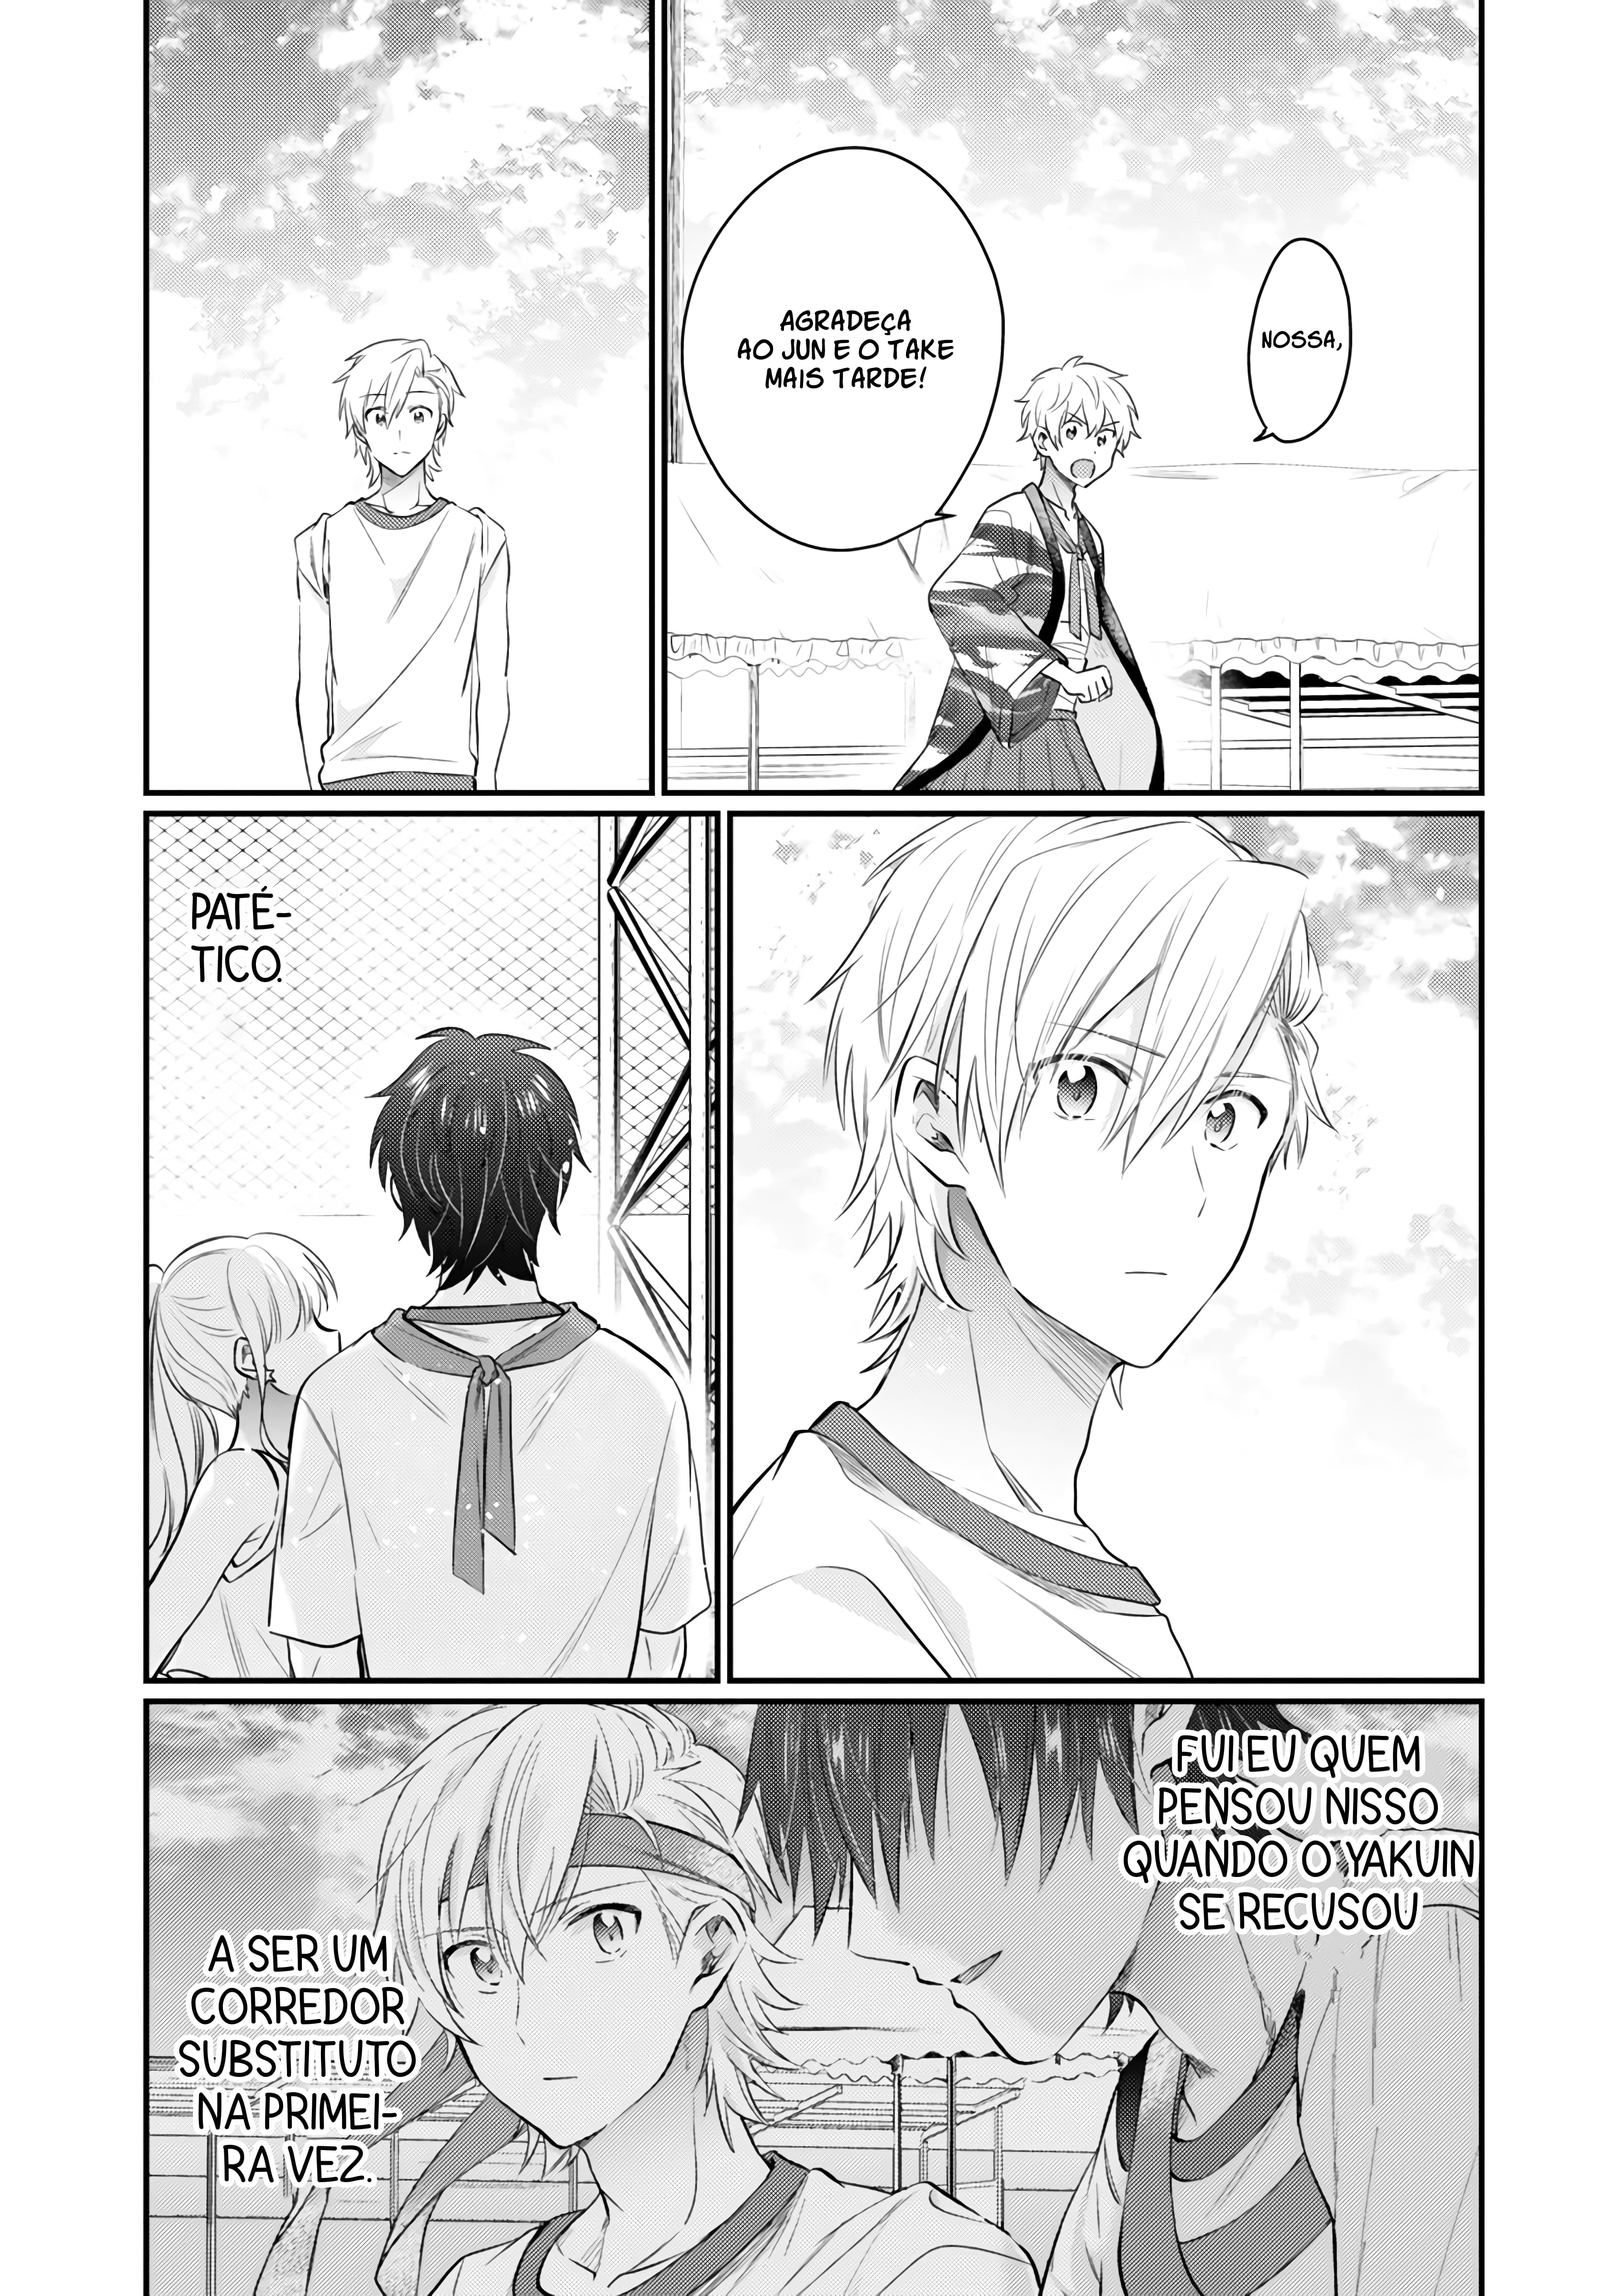 NOSSA,
AGRADEÇA
AO JUN E O TAKE
MAIS TARDE!
PATÉ-
TICO.
FUI EU QUEM
PENSOU NISSO
QUANDO O YAKUIN
SE RECUSOU
A SER UM
CORREDOR
SUBSTITUTO
NA PRIMEI-
RA VEZ.